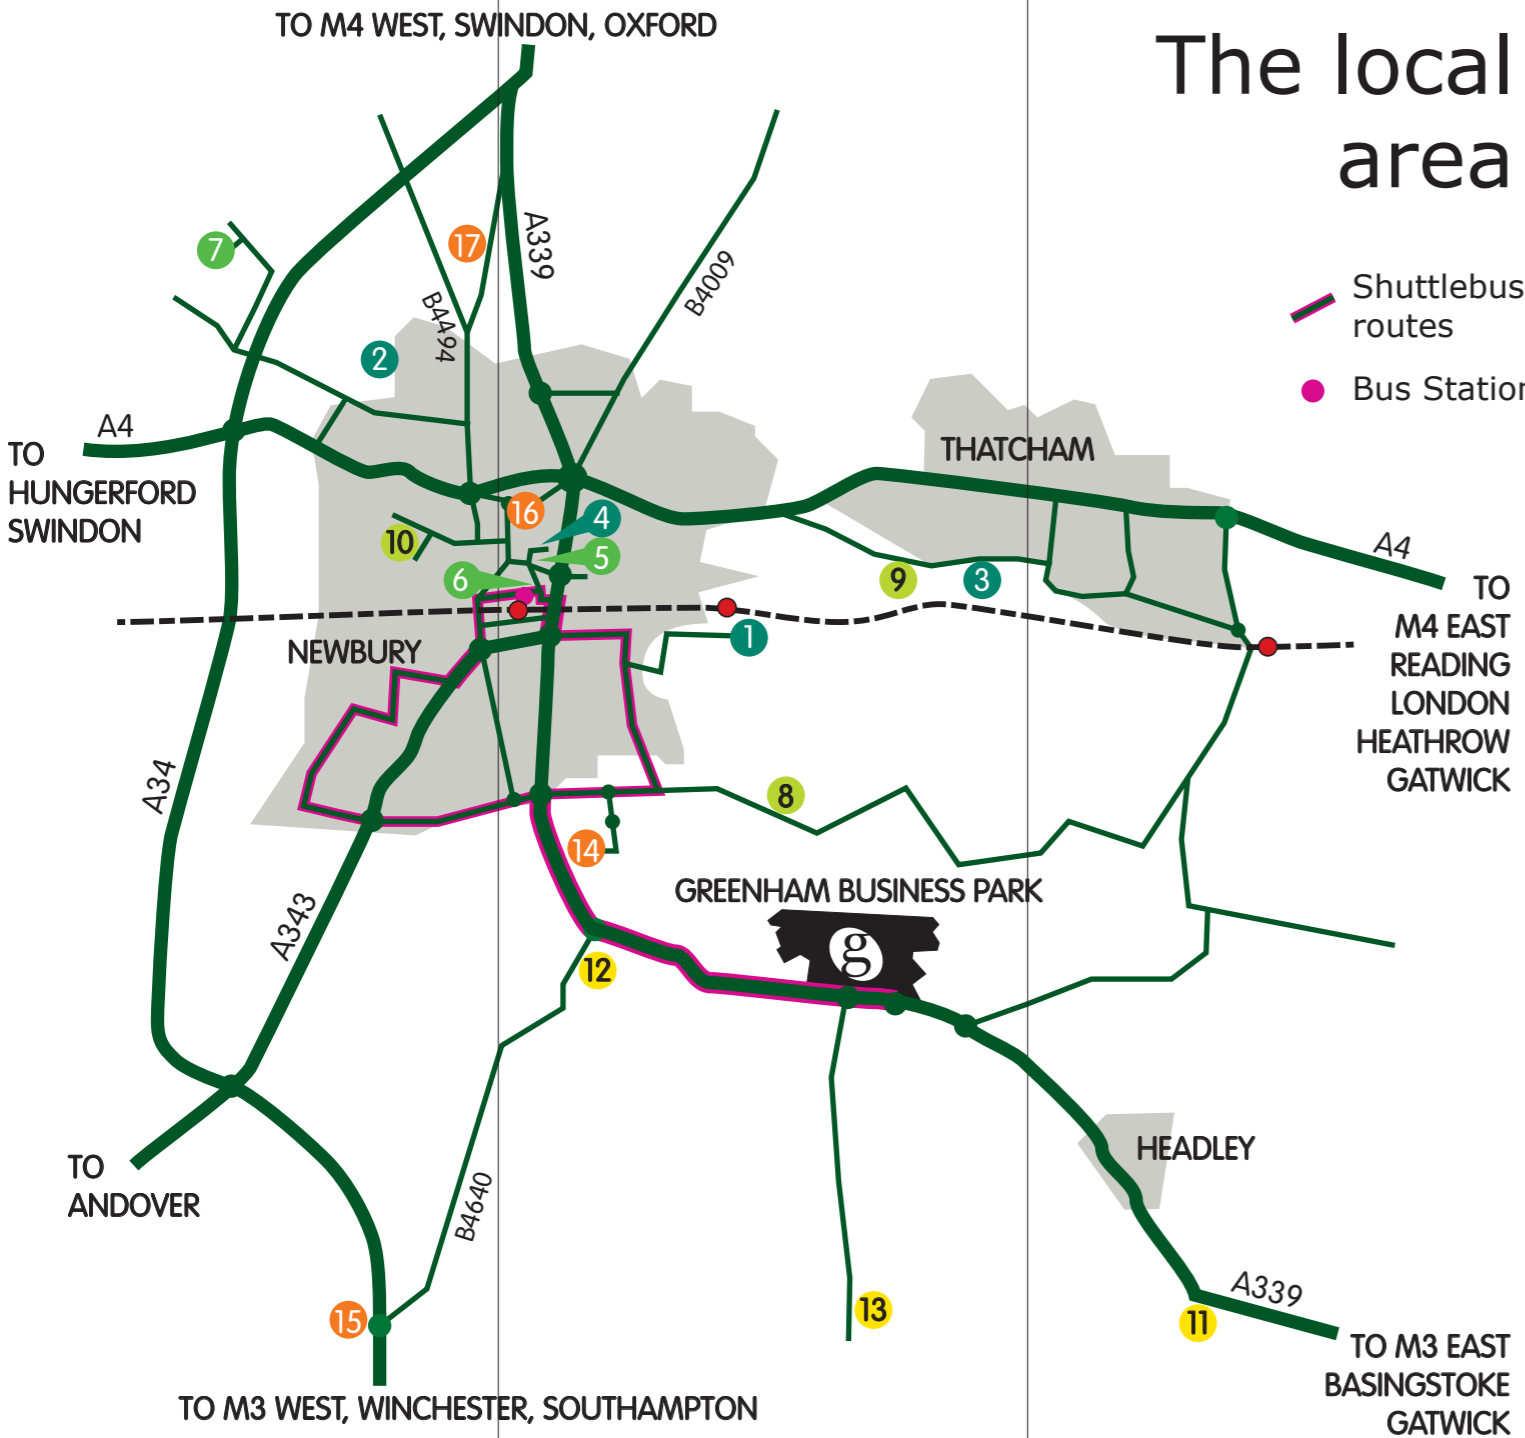 TO M4 WEST, SWINDON, OXFORD
The local
area
7
17
A339
B4009
B4494
2
Shuttlebus
routes
Bus Station
A4
TO
HUNGERFORD
SWINDON
THATCHAM
16
4
10
5
6
9
3
A4
TO
M4 EAST
READING
LONDON
HEATHROW
GATWICK
NEWBURY
1
A34
8
14
GREENHAM BUSINESS PARK
g
A343
12
HEADLEY
TO
ANDOVER
B4640
15
13
A339
11
TO M3 EAST
BASINGSTOKE
GATWICK
TO M3 WEST, WINCHESTER, SOUTHAMPTON